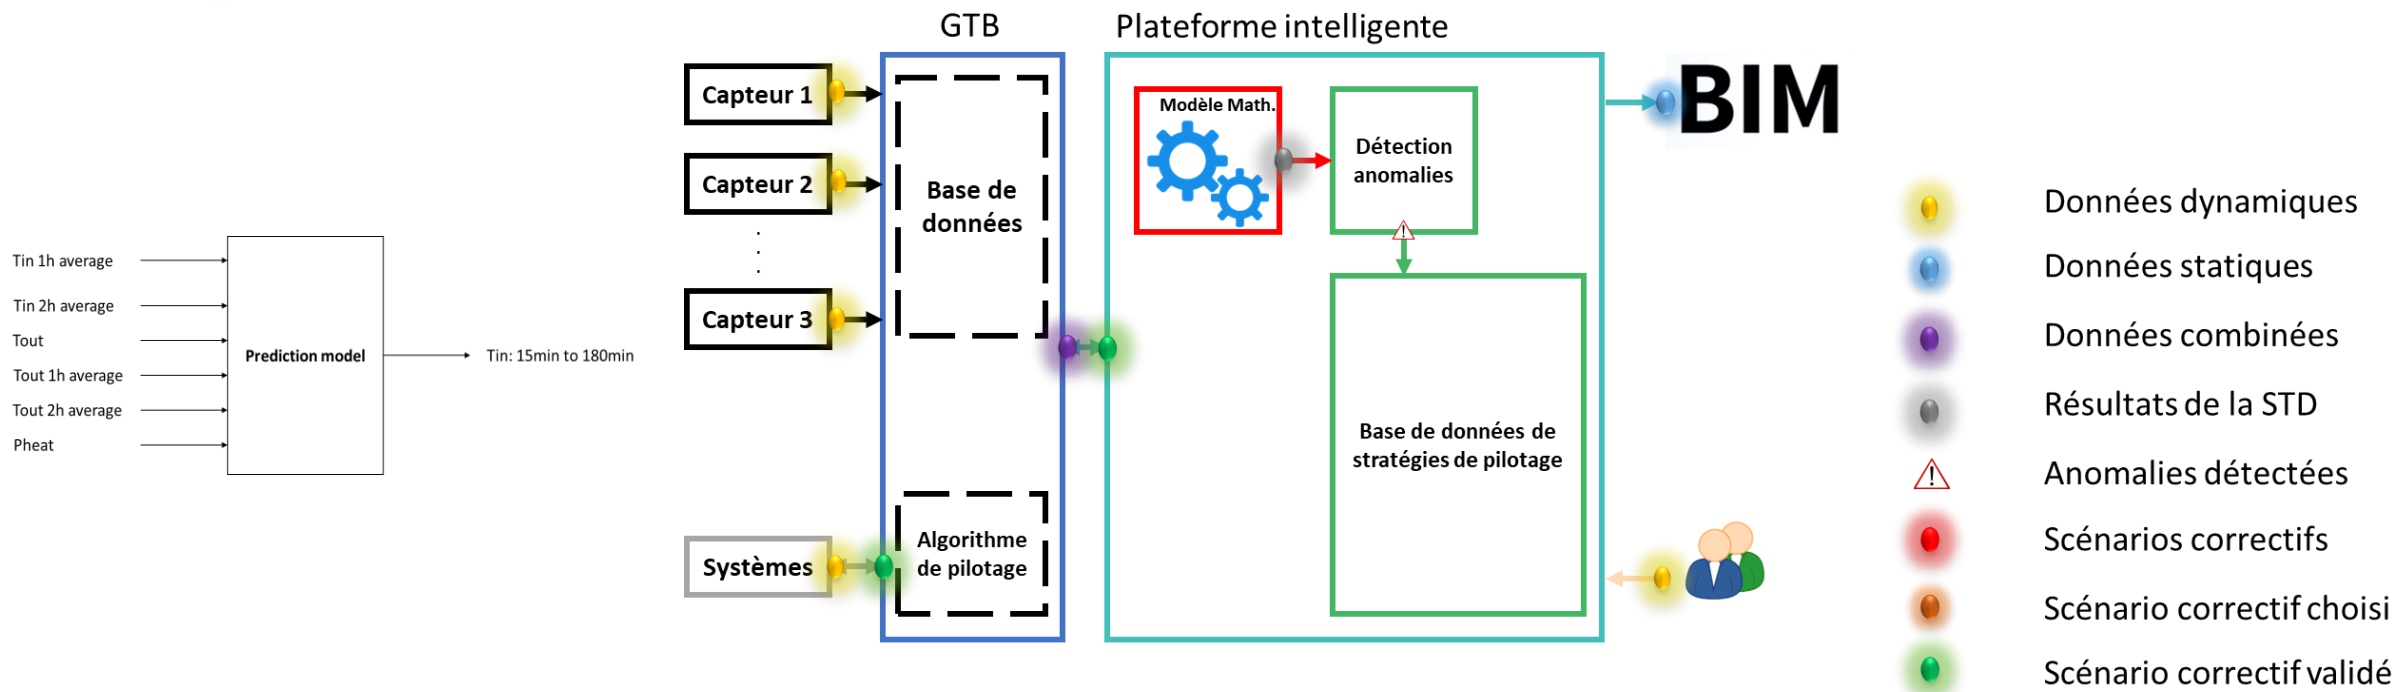 GTB
Plateforme intelligente
Tin 1h average
Tin 2h average
Tout
Tout 1h average
Tout 2h average
Pheat
Prediction model
Tin: 15min to 180min
Capteur 1
Capteur 2
Capteur 3
Systèmes
Base de
données
Algorithme
de pilotage
Modèle Math.
Détection
anomalies
Base de données de
stratégies de pilotage
BIM
Données dynamiques
Données statiques
Données combinées
Résultats de la STD
Anomalies détectées
Scénarios correctifs
Scénario correctif choisi
Scénario correctif validé